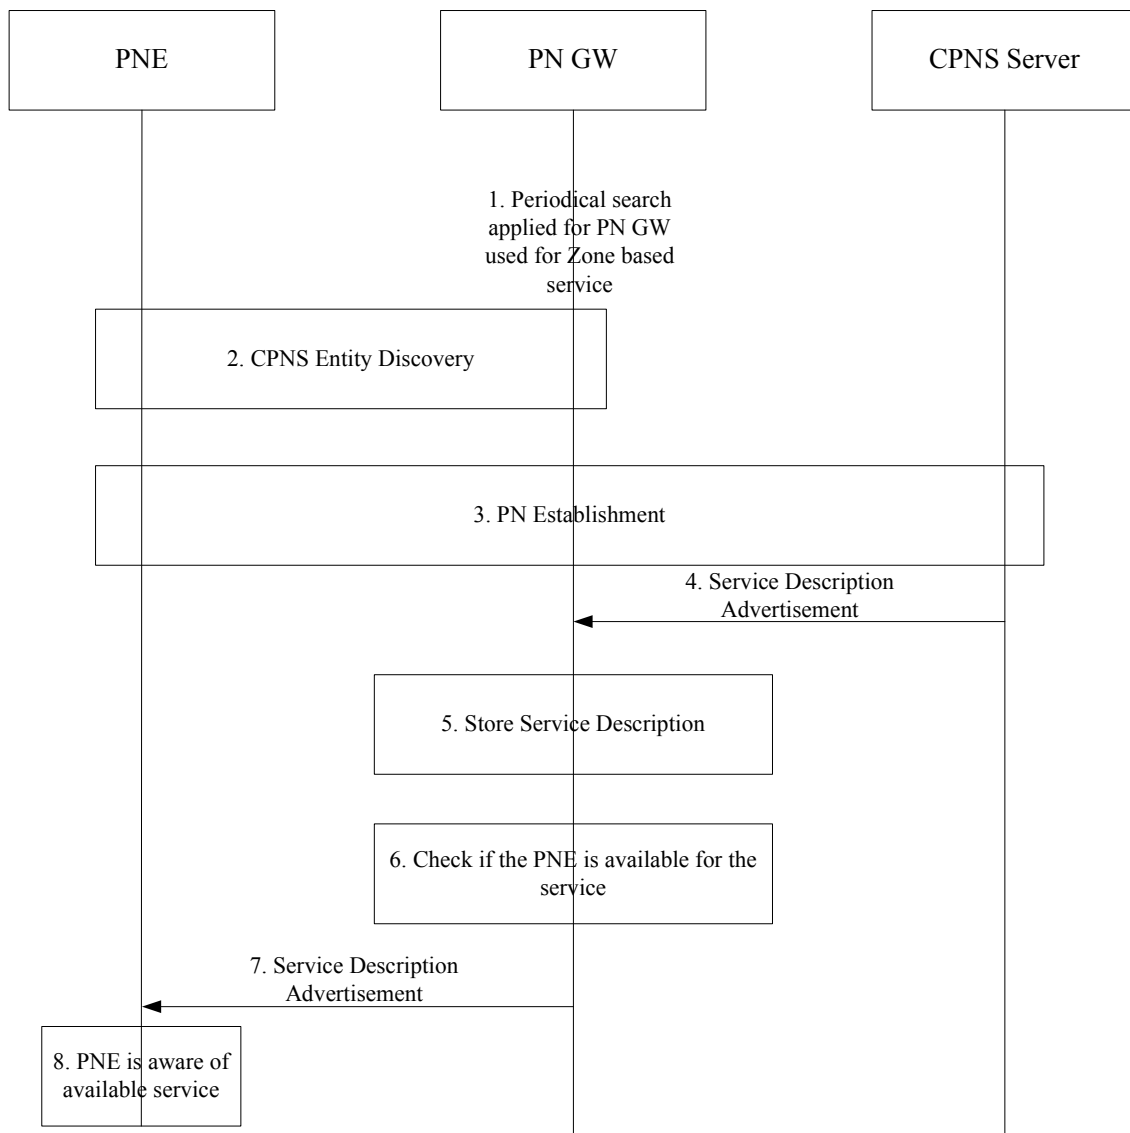 PNE
PN GW
CPNS Server
1. Periodical search
applied for PN GW
used for Zone based
service
2. CPNS Entity Discovery
3. PN Establishment
4. Service Description
Advertisement
5. Store Service Description
6. Check if the PNE is available for the
service
7. Service Description
Advertisement
8. PNE is aware of
available service